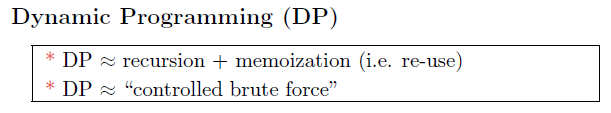 Dynamic Programming (DP)
* DP ≈ recursion + memoization (i.e. re-use)
* DP ≈ “controlled brute force”